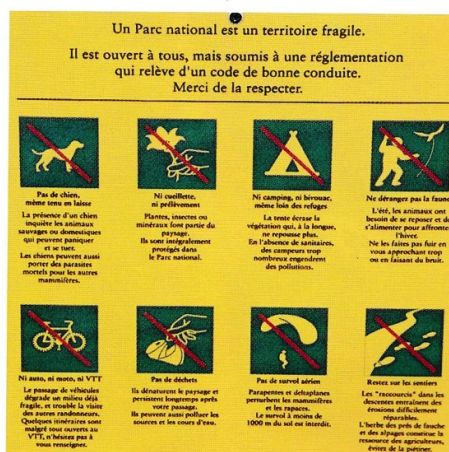 Un Parc national est un territoire fragile.
Il est ouvert à tous, mais soumis à une réglementation
qui relève d'un code de bonne conduite.
Merci de la respecter.
Pas de chien,
même tenu en laisse
La présence d'un chien
inquiète les animaux
sauvages ou domestiques
qui peuvent paniquer
et se tuer.
Les chiens peuvent aussi
porter des parasites
mortels pour les autres
mammifères.
Ni cueillette,
ni prélèvement
Plantes, insectes ou
minéraux font partie du
paysage.
Ils sont intégralement
protégés dans
le Parc national.
Ni camping, ni bivouac,
même loin des refuges
La tente écrase la
végétation qui, à la longue,
ne repousse plus.
En l'absence de sanitaires,
des campeurs trop
nombreux engendrent
des pollutions.
Ne dérangez pas la faune
L'été, les animaux ont
besoin de se reposer et de
s'alimenter pour affronter
l'hiver.
Ne les faites pas fuir en
vous approchant trop
ou en faisant du bruit.
Ni auto, ni moto, ni VTT
Le passage de véhicules
dégrade un milieu déjà
fragile, et trouble la visite
des autres randonneurs.
Quelques itinéraires sont
malgré tout ouverts au
VTT, n'hésitez pas à
vous renseigner.
Pas de déchets
Ils dénaturent le paysage et
persistent longtemps après
votre passage.
Ils peuvent aussi polluer les
sources et les cours d'eau.
Pas de survol aérien
Parapentes et deltaplanes
perturbent les mammifères
et les rapaces.
Le survol à moins de
1000 m du sol est interdit.
Restez sur les sentiers
Les "raccourcis" dans les
descentes entraînent des
érosions difficilement
réparables.
L'herbe des prés de fauche
et des alpages constitue la
ressource des agriculteurs,
évitez de la piétiner.